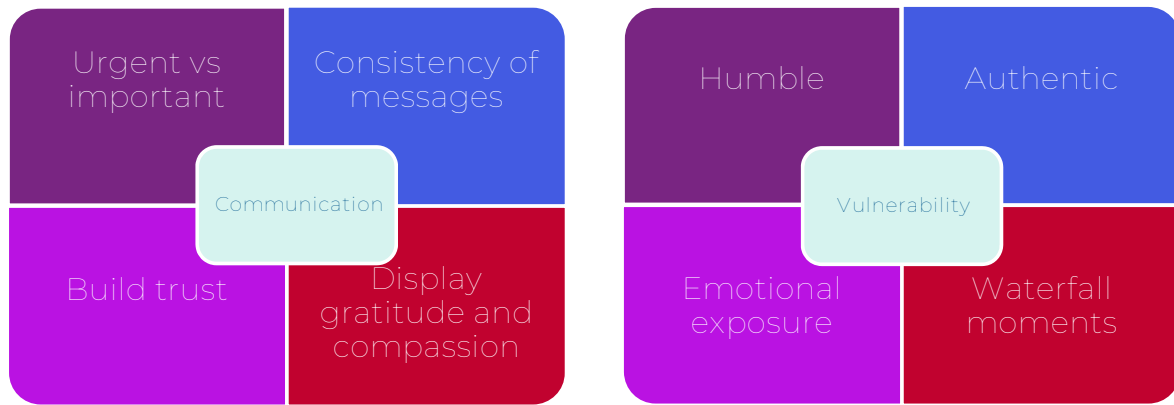 Urgent vs
important
Consistency of
messages
Communication
Build trust
Display
gratitude and
compassion
Humble
Authentic
Vulnerability
Emotional
exposure
Waterfall
moments